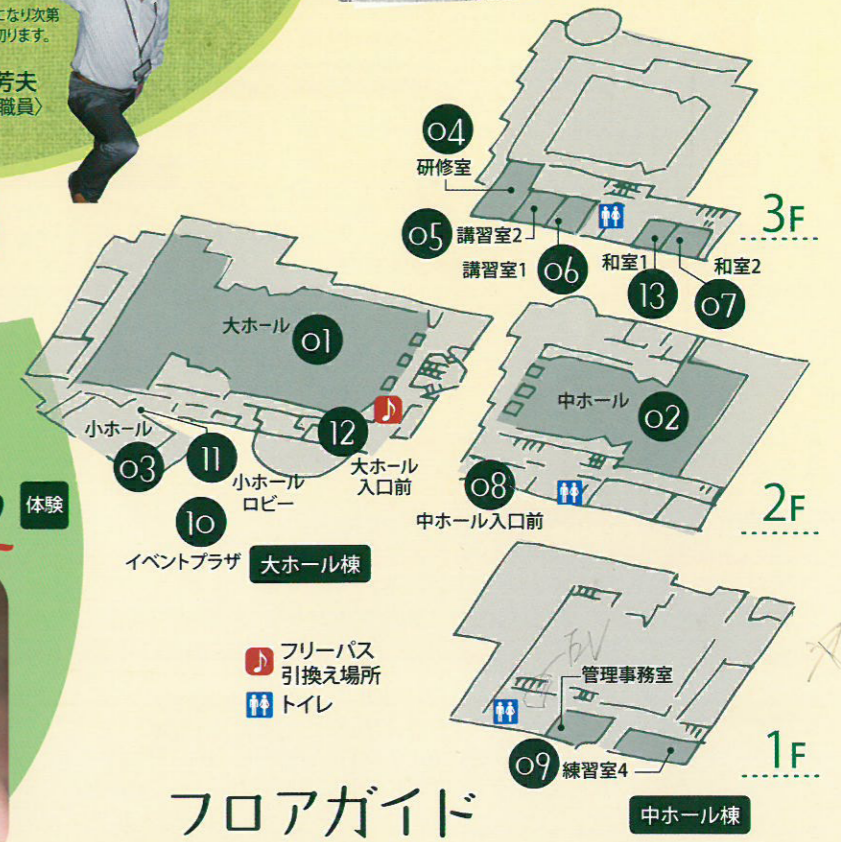 になり次第
切ります。
芳夫
職員〉
04
研修室
05 講習室2
講習室1 06
和室1
13
和室2
07
3F
大ホール 01
中ホール 02
小ホール
03
11
小ホール
ロビー
12
大ホール
入口前
10
イベントプラザ
大ホール棟
08
中ホール入口前
2F
体験
フリーパス
引換え場所
トイレ
EV
管理事務室
09 練習室4
1F
中ホール棟
フロアガイド